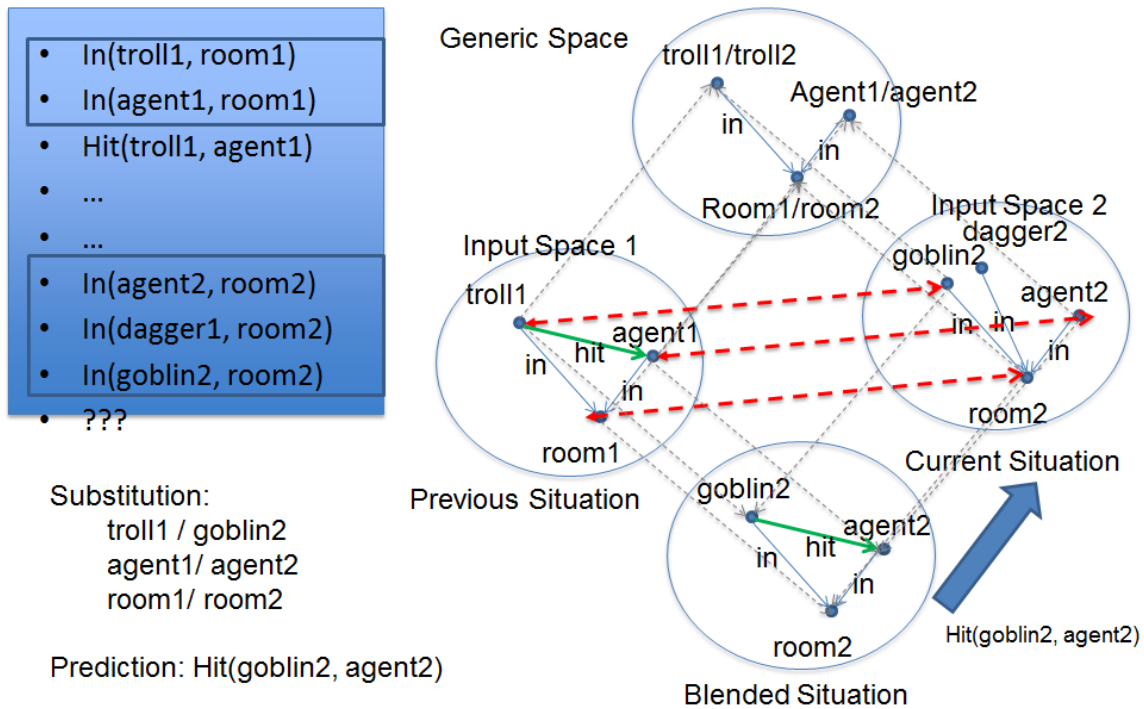 • In(troll1, room1)
• In(agent1, room1)
• Hit(troll1, agent1)
• ...
• ...
• In(agent2, room2)
• In(dagger1, room2)
• In(goblin2, room2)
• ???
Substitution:
troll1 / goblin2
agent1/ agent2
room1/ room2
Prediction: Hit(goblin2, agent2)
Generic Space
troll1/troll2
Agent1/agent2
in
in
Room1/room2
Input Space 1
troll1
agent1
hit
in
in
room1
Previous Situation
Input Space 2
dagger2
goblin2
agent2
in
in
in
room2
Current Situation
goblin2
agent2
hit
in
in
room2
Blended Situation
Hit(goblin2, agent2)